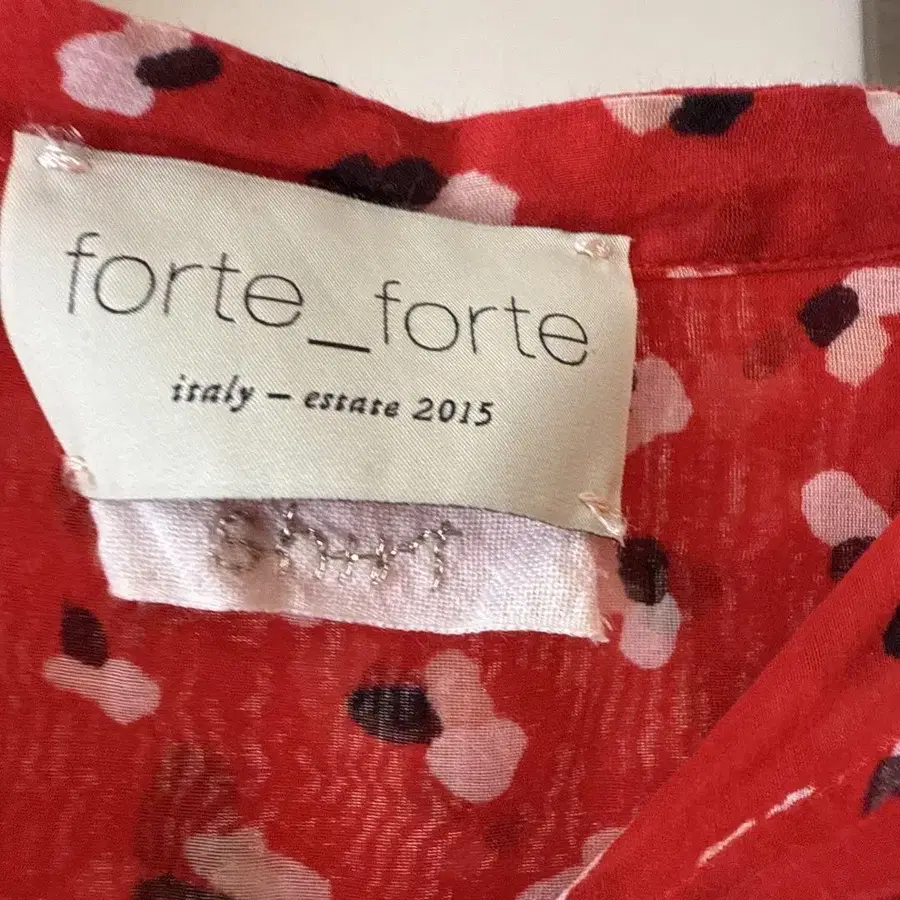 forte_forte
italy – estate 2015